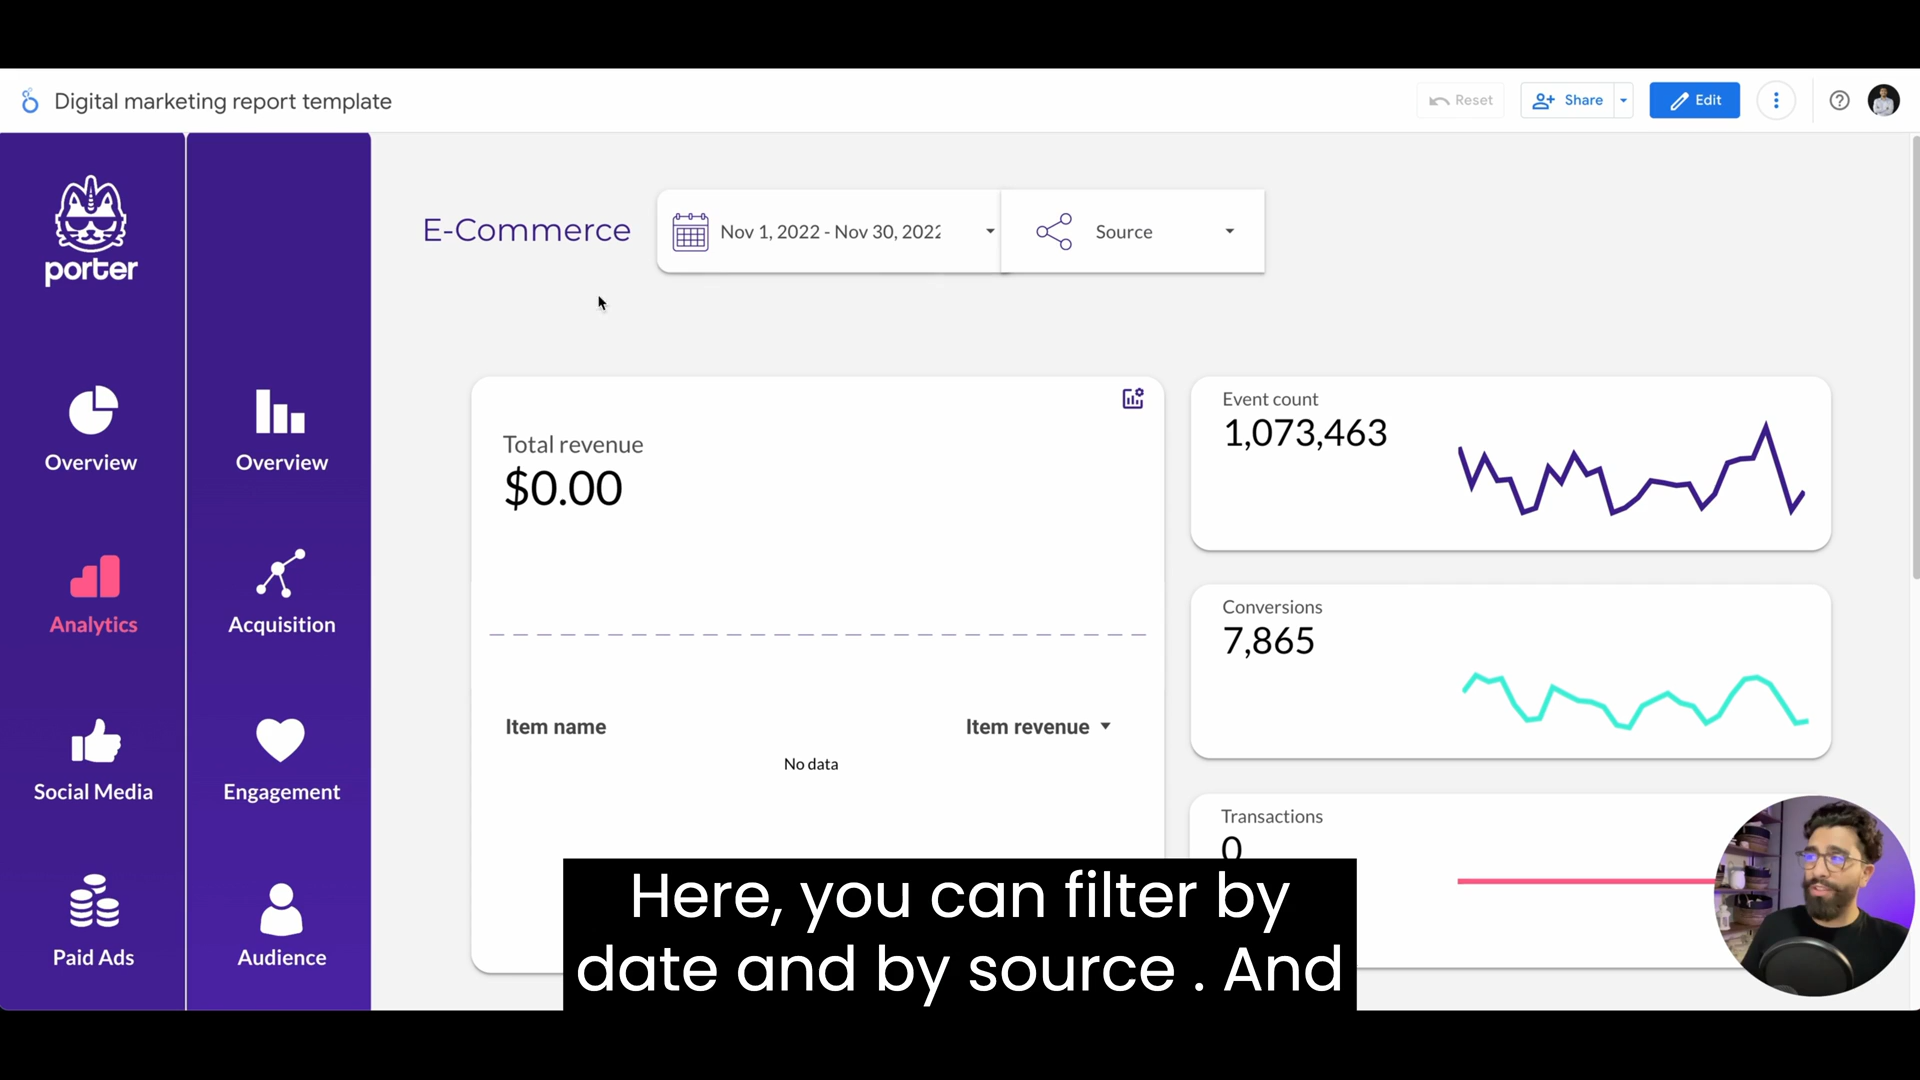 Digital marketing report template
Reset
Share
Edit
porter
Overview
Analytics
Social Media
Paid Ads
Overview
Acquisition
Engagement
Audience
E-Commerce
Nov 1, 2022 - Nov 30, 2022
Source
Total revenue
$0.00
Item name
Item revenue
No data
Event count
1,073,463
Conversions
7,865
Transactions
0
Here, you can filter by
date and by source . And